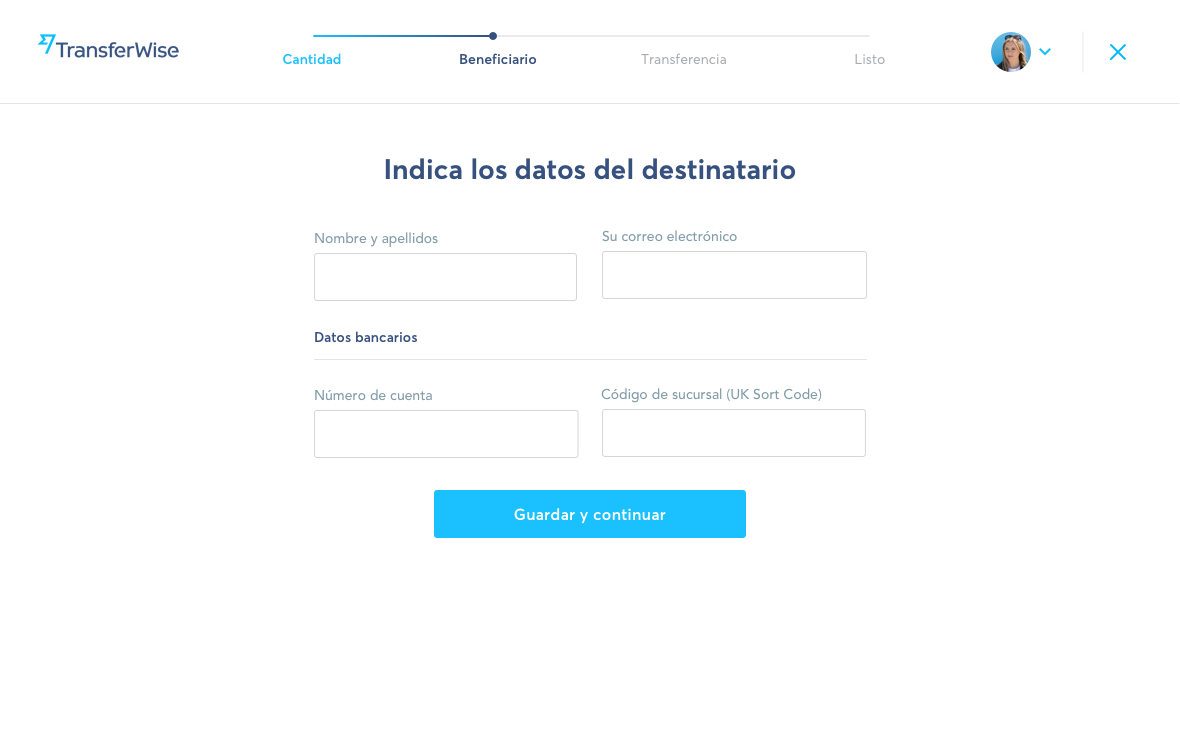 TransferWise
Cantidad
Beneficiario
Transferencia
Listo
Indica los datos del destinatario
Nombre y apellidos
Su correo electrónico
Datos bancarios
Número de cuenta
Código de sucursal (UK Sort Code)
Guardar y continuar